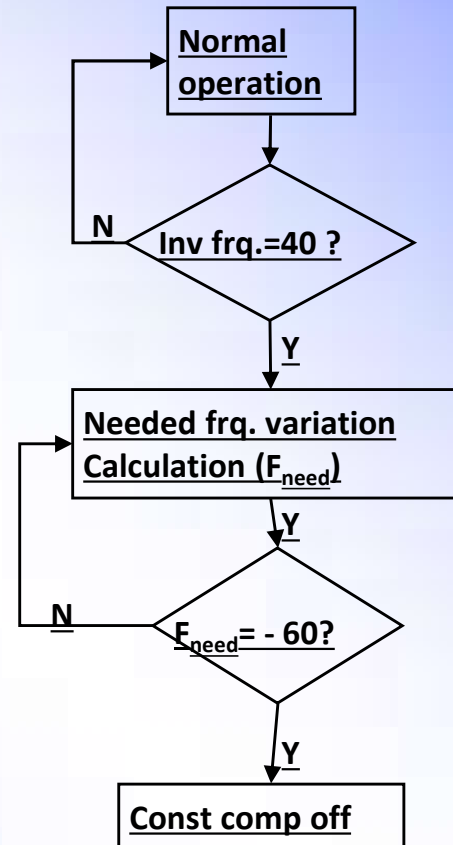 Normal
operation
N
Inv frq.=40 ?
Y
Needed frq. variation
Calculation (Fneed)
Y
N
Fneed= - 60?
Y
Const comp off